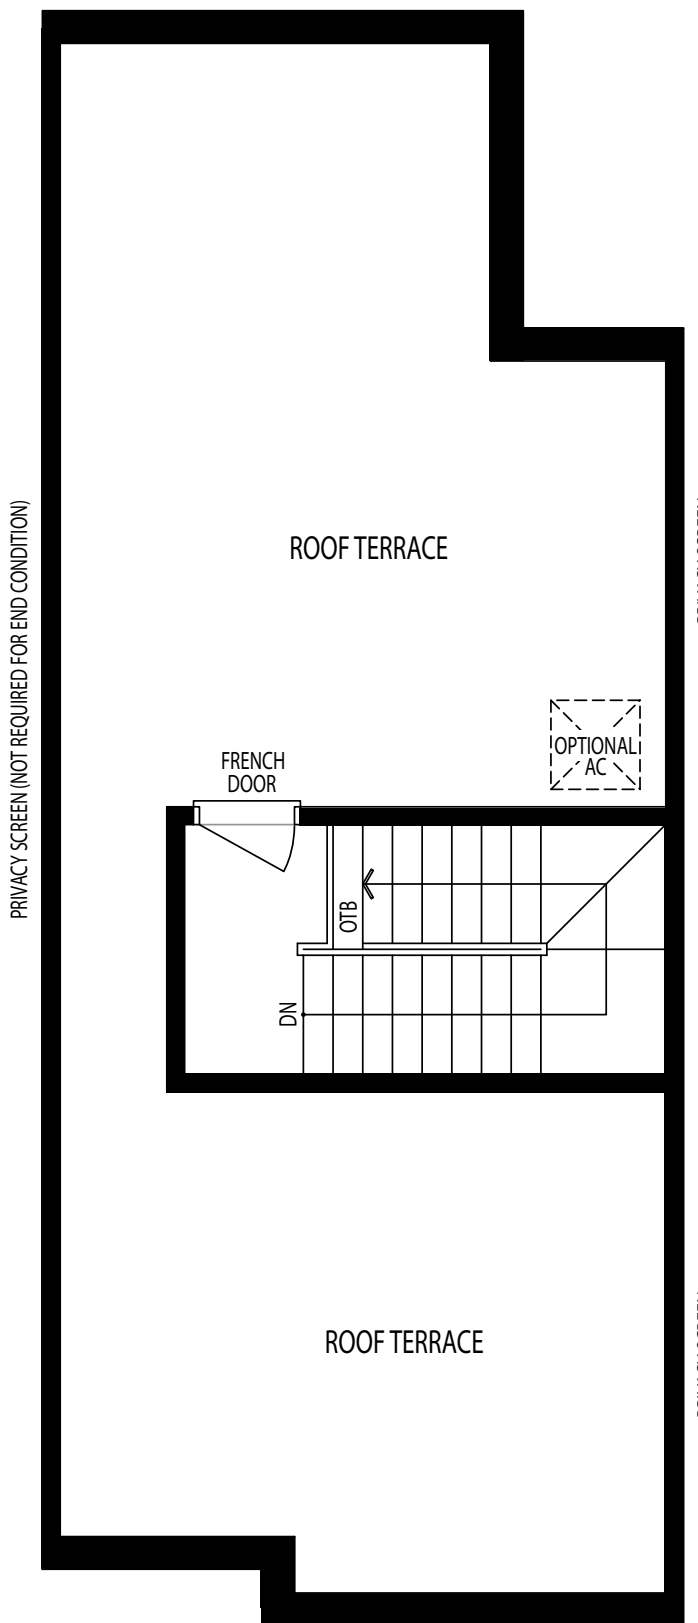 PRIVACY SCREEN (NOT REQUIRED FOR END CONDITION)
ROOF TERRACE
OPTIONAL
AC
FRENCH
DOOR
OTB
DN
ROOF TERRACE